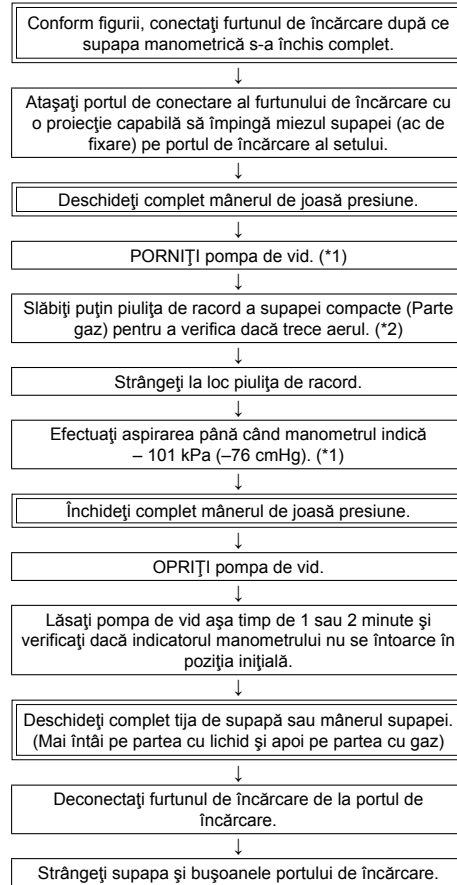 Conform figurii, conectaţi furtunul de încărcare după ce
supapa manometrică s-a închis complet.
↓
Ataşaţi portul de conectare al furtunului de încărcare cu
o proiecţie capabilă să împingă miezul supapei (ac de
fixare) pe portul de încărcare al setului.
↓
Deschideţi complet mânerul de joasă presiune.
↓
PORNIŢI pompa de vid. (*1)
↓
Slăbiţi puţin piuliţa de racord a supapei compacte (Parte
gaz) pentru a verifica dacă trece aerul. (*2)
↓
Strângeţi la loc piuliţa de racord.
↓
Efectuaţi aspirarea până când manometrul indică
– 101 kPa (–76 cmHg). (*1)
↓
Închideţi complet mânerul de joasă presiune.
↓
OPRIŢI pompa de vid.
↓
Lăsaţi pompa de vid aşa timp de 1 sau 2 minute şi
verificaţi dacă indicatorul manometrului nu se întoarce în
poziţia iniţială.
↓
Deschideţi complet tija de supapă sau mânerul supapei.
(Mai întâi pe partea cu lichid şi apoi pe partea cu gaz)
↓
Deconectaţi furtunul de încărcare de la portul de
încărcare.
↓
Strângeţi supapa şi buşoanele portului de încărcare.